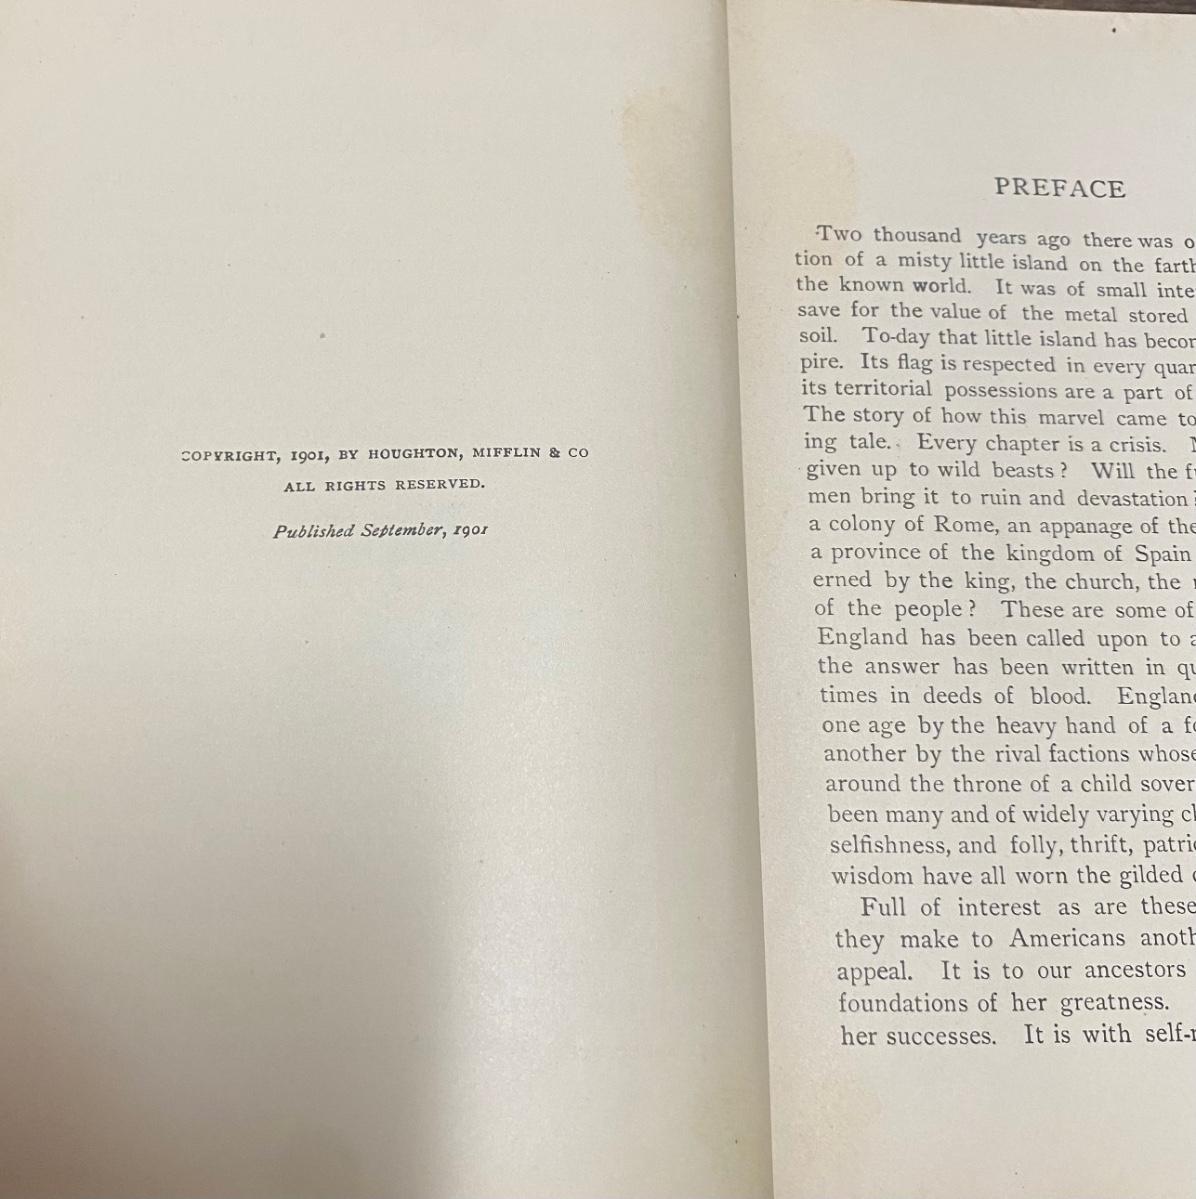 COPYRIGHT, 1901, BY HOUGHTON, MIFFLIN & CO
ALL RIGHTS RESERVED.
Published September, 1901
PREFACE
Two thousand years ago there was
tion of a misty little island on the
the known world. It was of small
save for the value of the metal stored
soil. To-day that little island has
pire. Its flag is respected in every
its territorial possessions are a part of
The story of how this marvel came to
ing tale. Every chapter is a crisis.
given up to wild beasts? Will the
men bring it to ruin and devastation?
a colony of Rome, an appanage of the
a province of the kingdom of Spain
erned by the king, the church, the
of the people? These are some of
England has been called upon to
the answer has been written in
times in deeds of blood.
one age by the heavy hand of a
another by the rival factions whose
around the throne of a child
been many and of widely varying
selfishness, and folly, thrift,
wisdom have all worn the gilded
Full of interest as are these
they make to Americans
appeal. It is to our ancestors
foundations of her greatness.
her successes. It is with